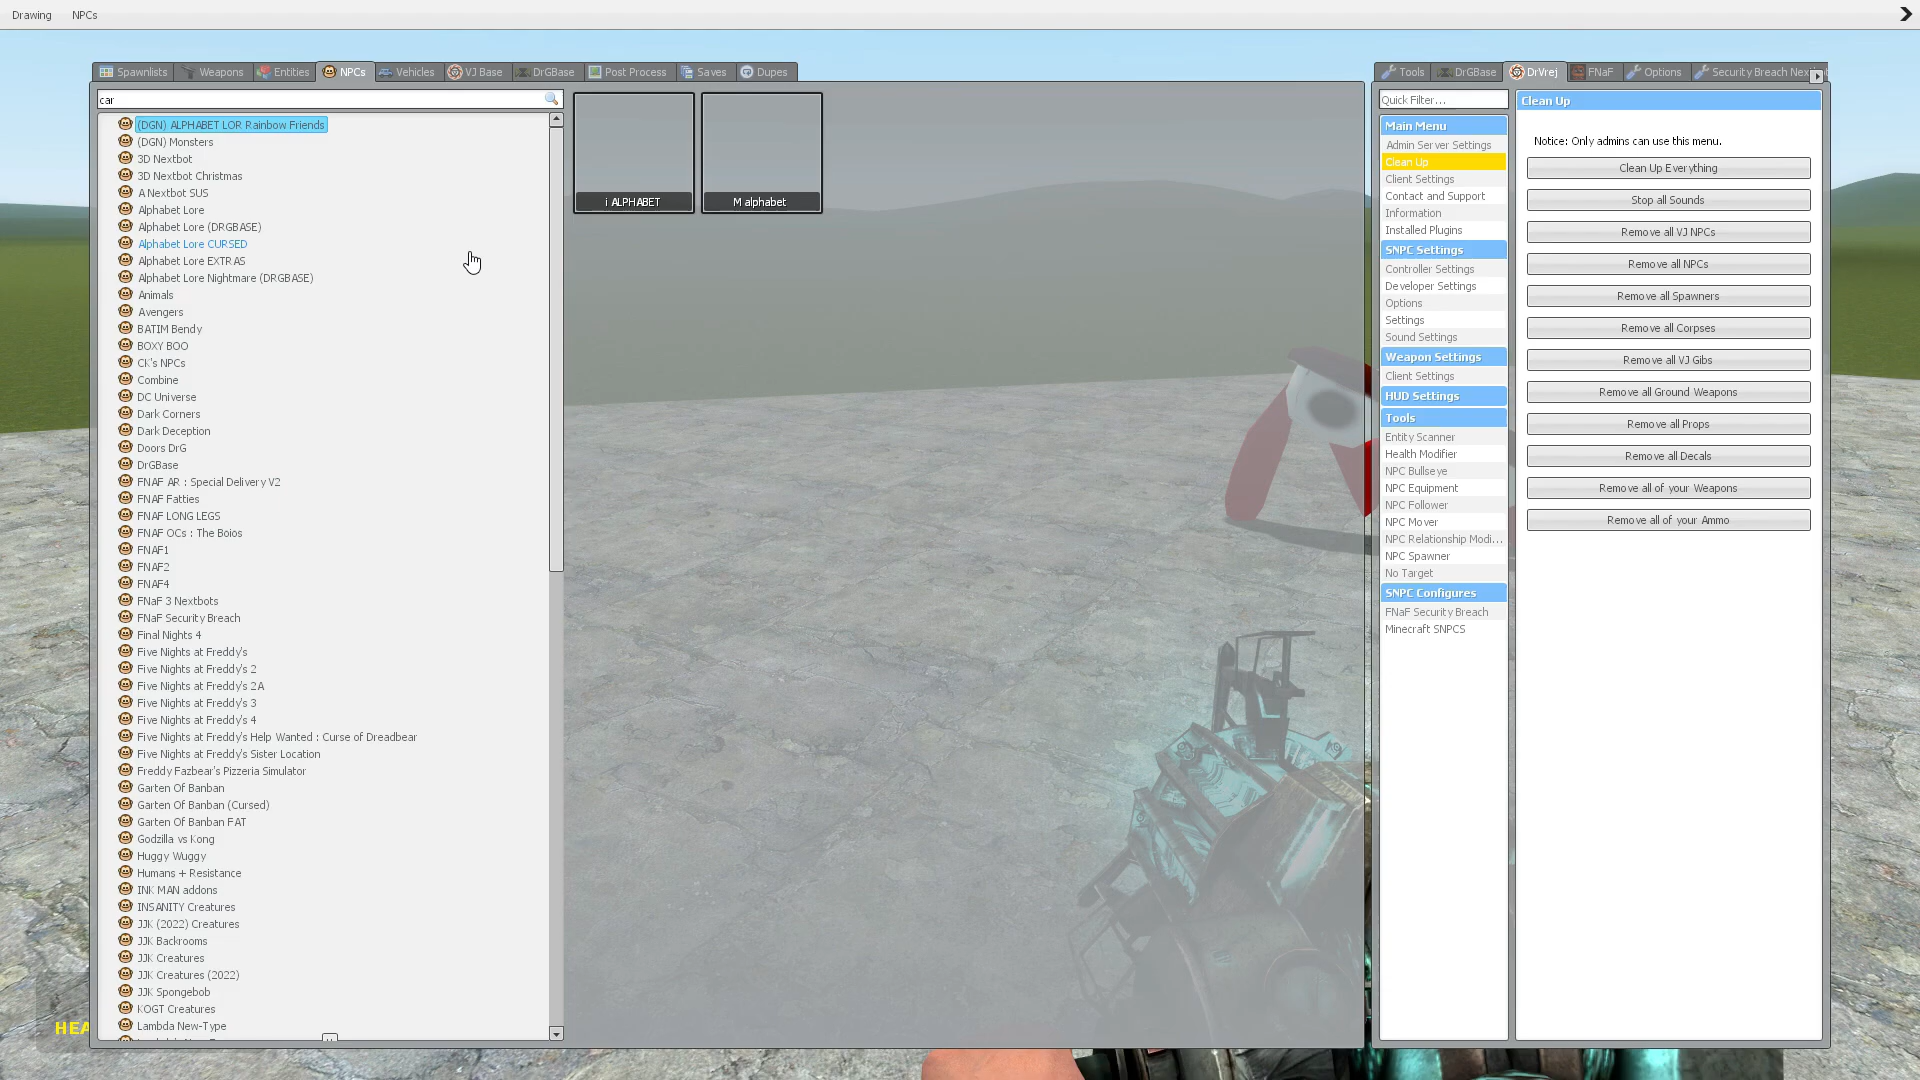 Drawing NPCs
Spawnlists Weapons Entities NPCs Vehicles VJ Base DrGBase Post Process Saves Dupes
Tools DrGBase DrVrej FNaF Options Security Breach
car
(DGN) ALPHABET LOR Rainbow Friends
(DGN) Monsters
3D Nextbot
3D Nextbot Christmas
A Nextbot SUS
Alphabet Lore
Alphabet Lore (DRGBASE)
Alphabet Lore CURSED
Alphabet Lore EXTRAS
Alphabet Lore Nightmare (DRGBASE)
Animals
Avengers
BATIM Bendy
BOXY BOO
CK's NPCs
Combine
DC Universe
Dark Corners
Dark Deception
Doors DrG
DrGBase
FNAF AR : Special Delivery V2
FNAF Fatties
FNAF LONG LEGS
FNAF OCs : The Boios
FNAF1
FNAF2
FNAF4
FNaF 3 Nextbots
FNaF Security Breach
Final Nights 4
Five Nights at Freddy's
Five Nights at Freddy's 2
Five Nights at Freddy's 2A
Five Nights at Freddy's 3
Five Nights at Freddy's 4
Five Nights at Freddy's Help Wanted : Curse of Dreadbear
Five Nights at Freddy's Sister Location
Freddy Fazbear's Pizzeria Simulator
Garten Of Banban
Garten Of Banban (Cursed)
Garten Of Banban FAT
Godzilla vs Kong
Huggy Wuggy
Humans + Resistance
INK MAN addons
INSANITY Creatures
JJK (2022) Creatures
JJK Backrooms
JJK Creatures
JJK Creatures (2022)
JJK Spongebob
KOGT Creatures
Lambda New-Type
i ALPHABET
M alphabet
HEA
Quick Filter...
Main Menu
Admin Server Settings
Clean Up
Client Settings
Contact and Support
Information
Installed Plugins
SNPC Settings
Controller Settings
Developer Settings
Options
Settings
Sound Settings
Weapon Settings
Client Settings
HUD Settings
Tools
Entity Scanner
Health Modifier
NPC Bullseye
NPC Equipment
NPC Follower
NPC Mover
NPC Relationship Modi...
NPC Spawner
No Target
SNPC Configures
FNaF Security Breach
Minecraft SNPCS
Clean Up
Notice: Only admins can use this menu.
Clean Up Everything
Stop all Sounds
Remove all VJ NPCs
Remove all NPCs
Remove all Spawners
Remove all Corpses
Remove all VJ Gibs
Remove all Ground Weapons
Remove all Props
Remove all Decals
Remove all of your Weapons
Remove all of your Ammo